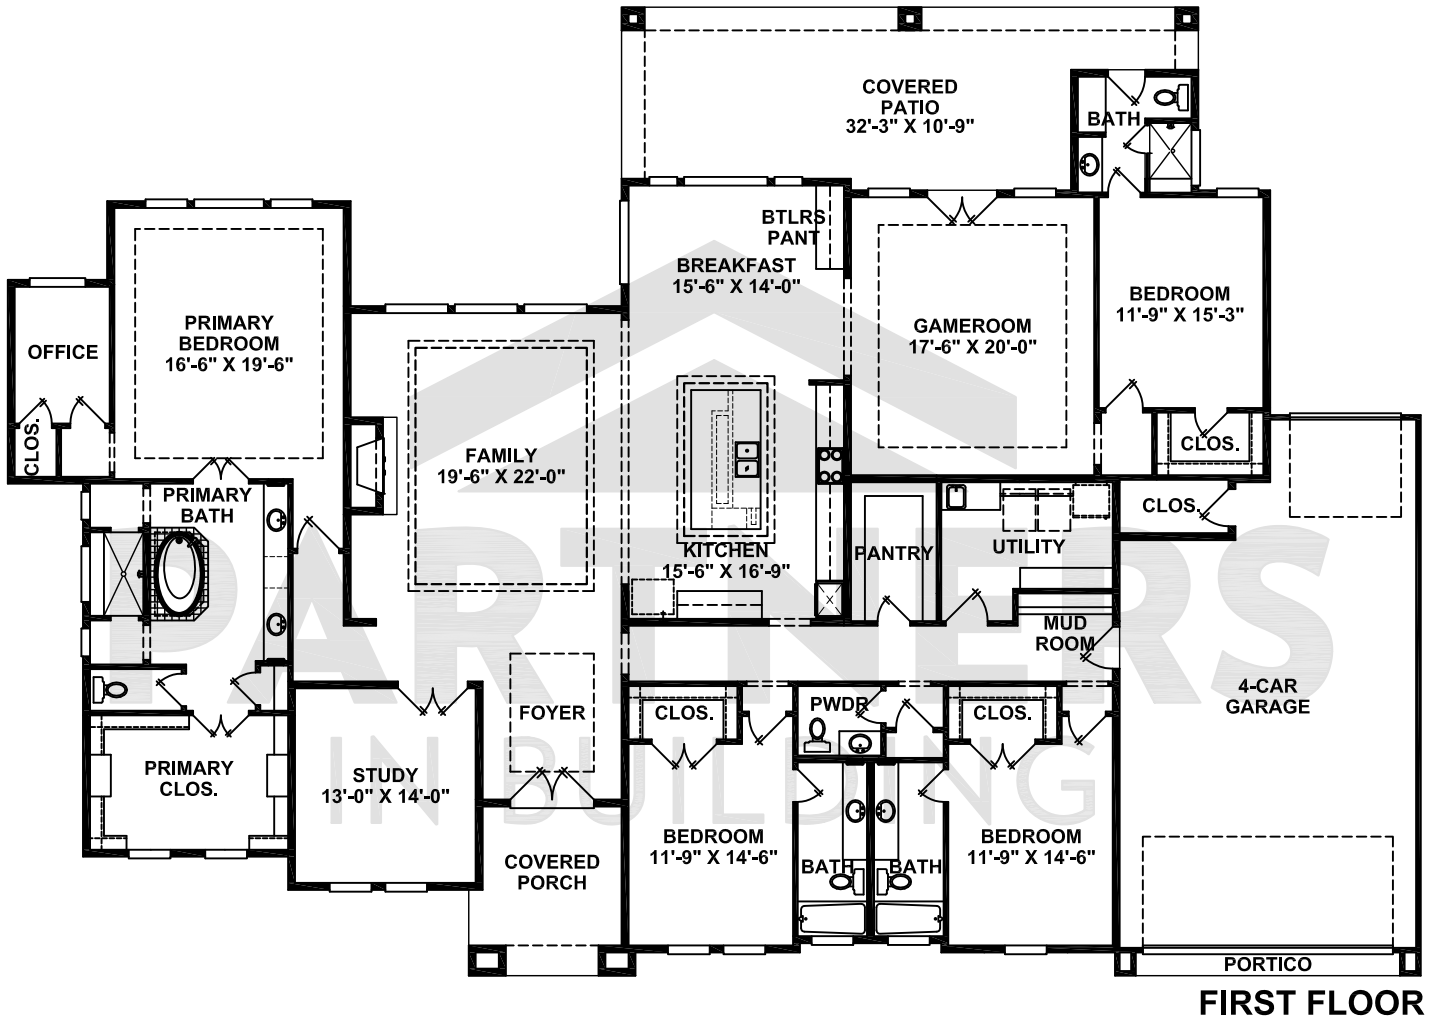 COVERED
PATIO
32'-3" X 10'-9"
BATH
BTLRS
PANT
BREAKFAST
15'-6" X 14'-0"
BEDROOM
11'-9" X 15'-3"
PRIMARY
BEDROOM
16'-6" X 19'-6"
OFFICE
GAMEROOM
17'-6" X 20'-0"
CLOS.
FAMILY
19'-6" X 22'-0"
CLOS.
PRIMARY
BATH
CLOS.
KITCHEN
15'-6" X 16'-9"
PANTRY
UTILITY
PARTNERS
IN BUILDING
MUD
ROOM
4-CAR
GARAGE
FOYER
CLOS.
PWDR
CLOS.
PRIMARY
CLOS.
STUDY
13'-0" X 14'-0"
BEDROOM
11'-9" X 14'-6"
BEDROOM
11'-9" X 14'-6"
COVERED
PORCH
BATH
BATH
PORTICO
FIRST FLOOR